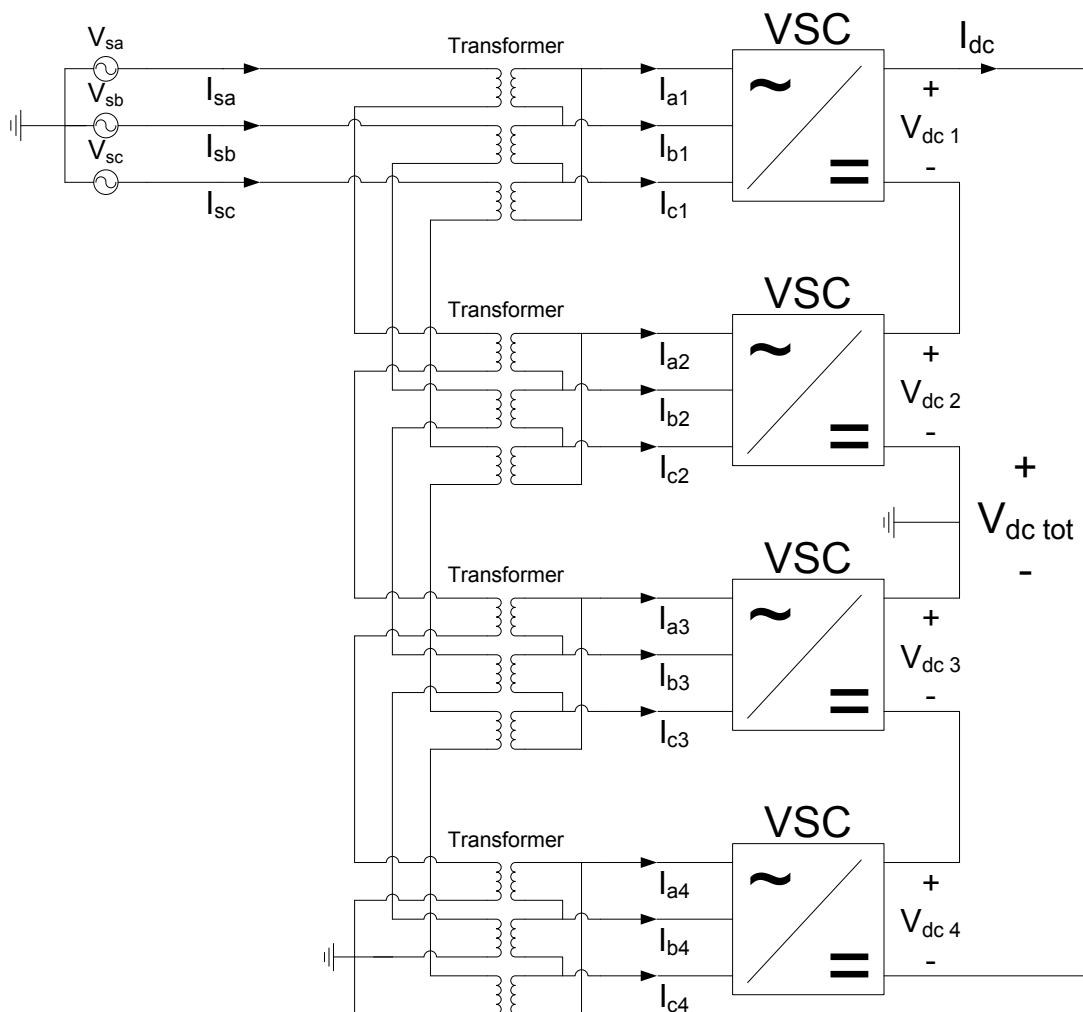 V_sa
I_sa
V_sb
I_sb
V_sc
I_sc
Transformer
I_a1
I_b1
I_c1
VSC
~
=
I_dc
+
V_dc 1
-
Transformer
I_a2
I_b2
I_c2
VSC
~
=
+
V_dc 2
-
+
V_dc tot
-
Transformer
I_a3
I_b3
I_c3
VSC
~
=
+
V_dc 3
-
Transformer
I_a4
I_b4
I_c4
VSC
~
=
+
V_dc 4
-